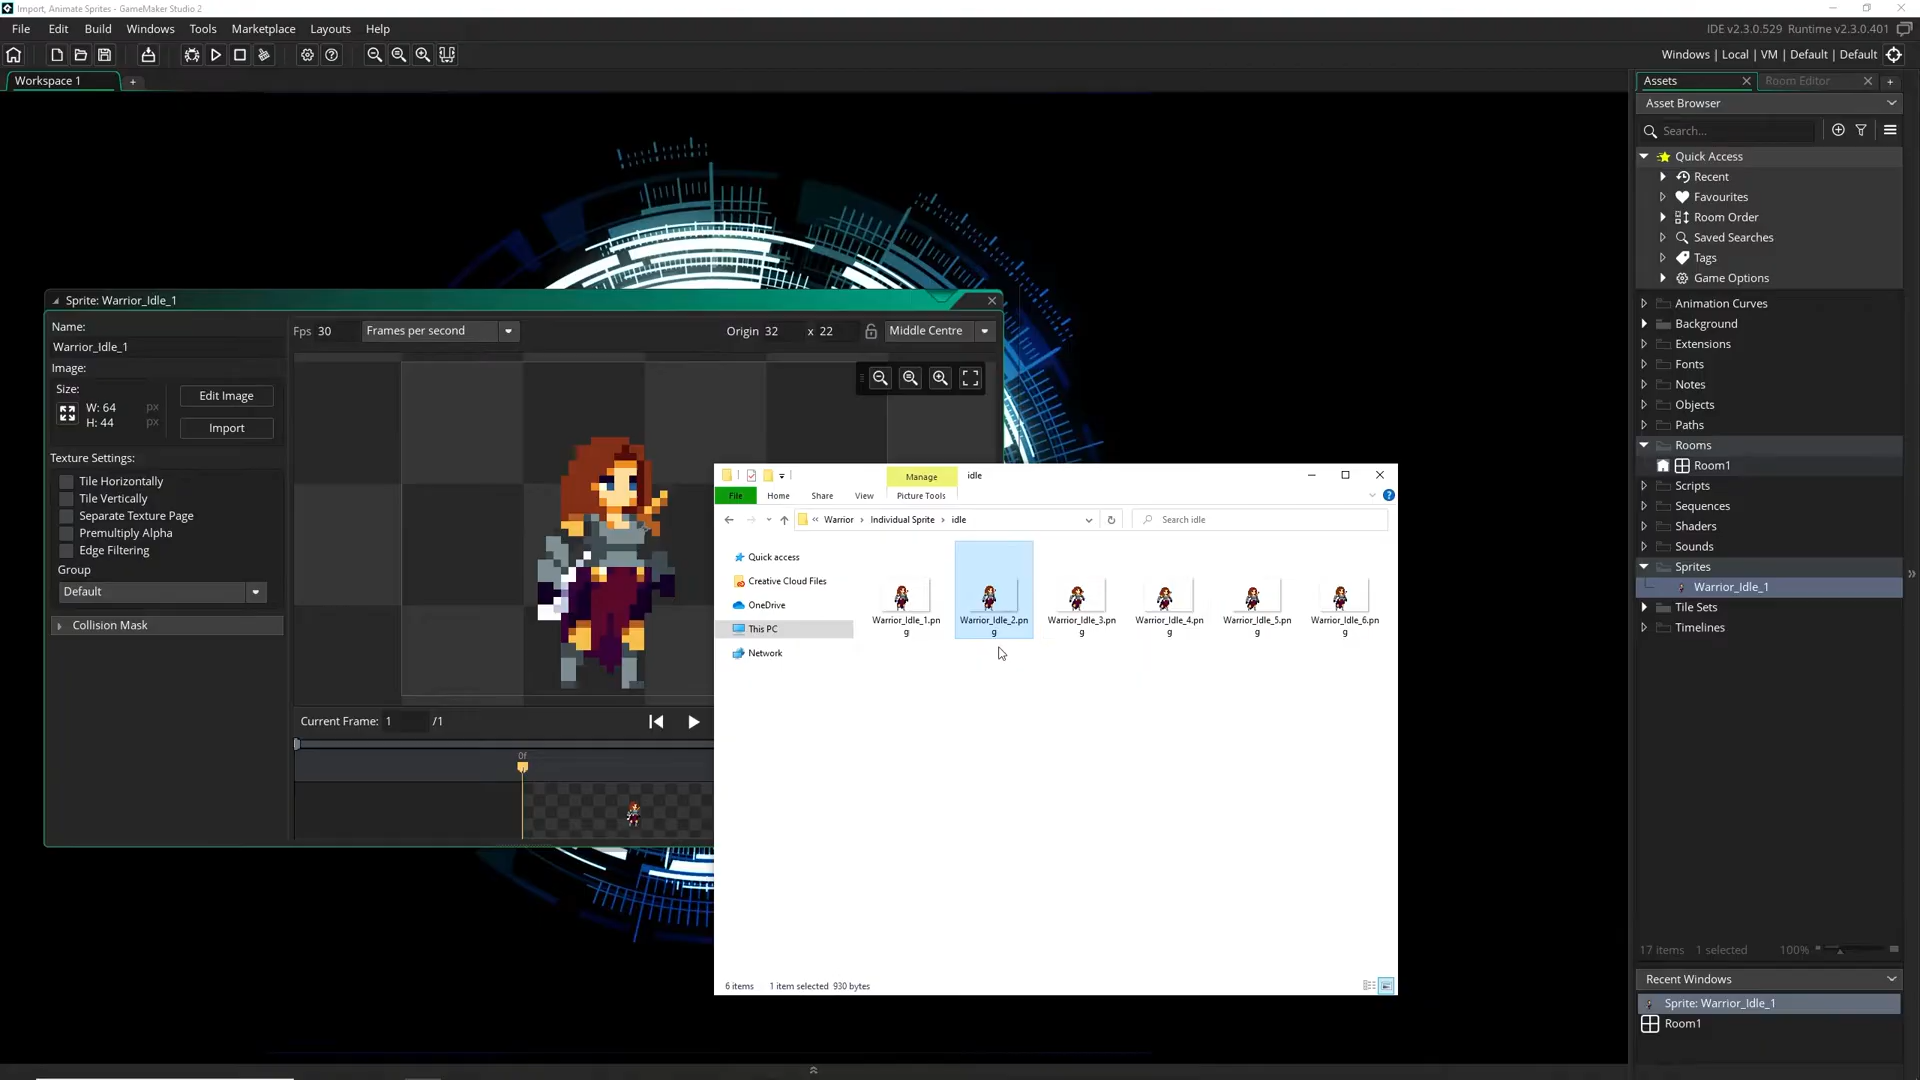 Import, Animate Sprites - GameMaker Studio 2
File Edit Build Windows Tools Marketplace Layouts Help
IDE v2.3.0.529 Runtime v2.3.0.401
Windows | Local | VM | Default | Default
Workspace 1
Assets
Room Editor
Asset Browser
Search...
Quick Access
Recent
Favourites
Room Order
Saved Searches
Tags
Game Options
Animation Curves
Background
Extensions
Fonts
Notes
Objects
Paths
Rooms
Room1
Scripts
Sequences
Shaders
Sounds
Sprites
Warrior_Idle_1
Tile Sets
Timelines
17 items 1 selected 100%
Recent Windows
Sprite: Warrior_Idle_1
Room1
Sprite: Warrior_Idle_1
Name:
Warrior_Idle_1
Image:
Size:
W: 64 px
H: 44 px
Edit Image
Import
Texture Settings:
Tile Horizontally
Tile Vertically
Separate Texture Page
Premultiply Alpha
Edge Filtering
Group
Default
Collision Mask
Fps 30 Frames per second
Origin 32 x 22 Middle Centre
Current Frame: 1 /1
0f
Manage idle
File Home Share View Picture Tools
« Warrior › Individual Sprite › idle
Search idle
Quick access
Creative Cloud Files
OneDrive
This PC
Network
Warrior_Idle_1.pn
g
Warrior_Idle_2.pn
g
Warrior_Idle_3.pn
g
Warrior_Idle_4.pn
g
Warrior_Idle_5.pn
g
Warrior_Idle_6.pn
g
6 items 1 item selected 930 bytes